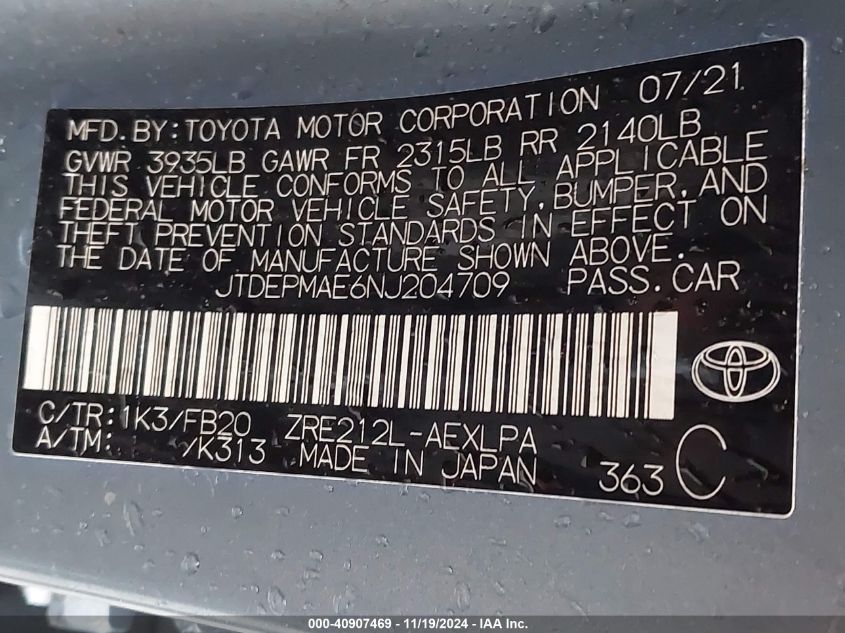 07/21
MFD. BY: TOYOTA MOTOR CORPORATION
GVWR 3935LB GAWR FR 2315LB RR 2140LB
THIS VEHICLE CONFORMS TO ALL APPLICABLE
FEDERAL MOTOR VEHICLE SAFETY, BUMPER, AND
THEFT PREVENTION STANDARDS IN EFFECT ON
THE DATE OF MANUFACTURE SHOWN ABOVE.
JTDEPMAE6NJ204709 PASS. CAR
C/TR: 1K3/FB20 ZRE212L-AEXLPA
A/TM: /K313 MADE IN JAPAN 363 C
000-40907469 - 11/19/2024 - IAA Inc.